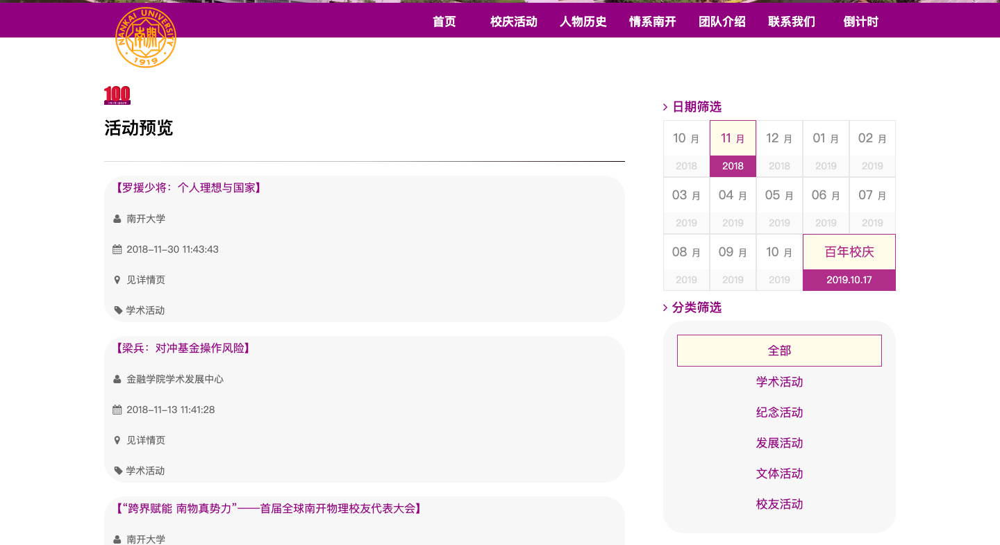 首页 校庆活动 人物历史 情系南开 团队介绍 联系我们 倒计时
NANKAI UNIVERSITY
南開
1919
100
1919-2019
活动预览
【罗援少将：个人理想与国家】
南开大学
2018-11-30 11:43:43
见详情页
学术活动
【梁兵：对冲基金操作风险】
金融学院学术发展中心
2018-11-13 11:41:28
见详情页
学术活动
【“跨界赋能 南物真势力”——首届全球南开物理校友代表大会】
南开大学
日期筛选
10 月 11 月 12 月 01 月 02 月
2018 2018 2018 2019 2019
03 月 04 月 05 月 06 月 07 月
2019 2019 2019 2019 2019
08 月 09 月 10 月 百年校庆
2019 2019 2019 2019.10.17
分类筛选
全部
学术活动
纪念活动
发展活动
文体活动
校友活动